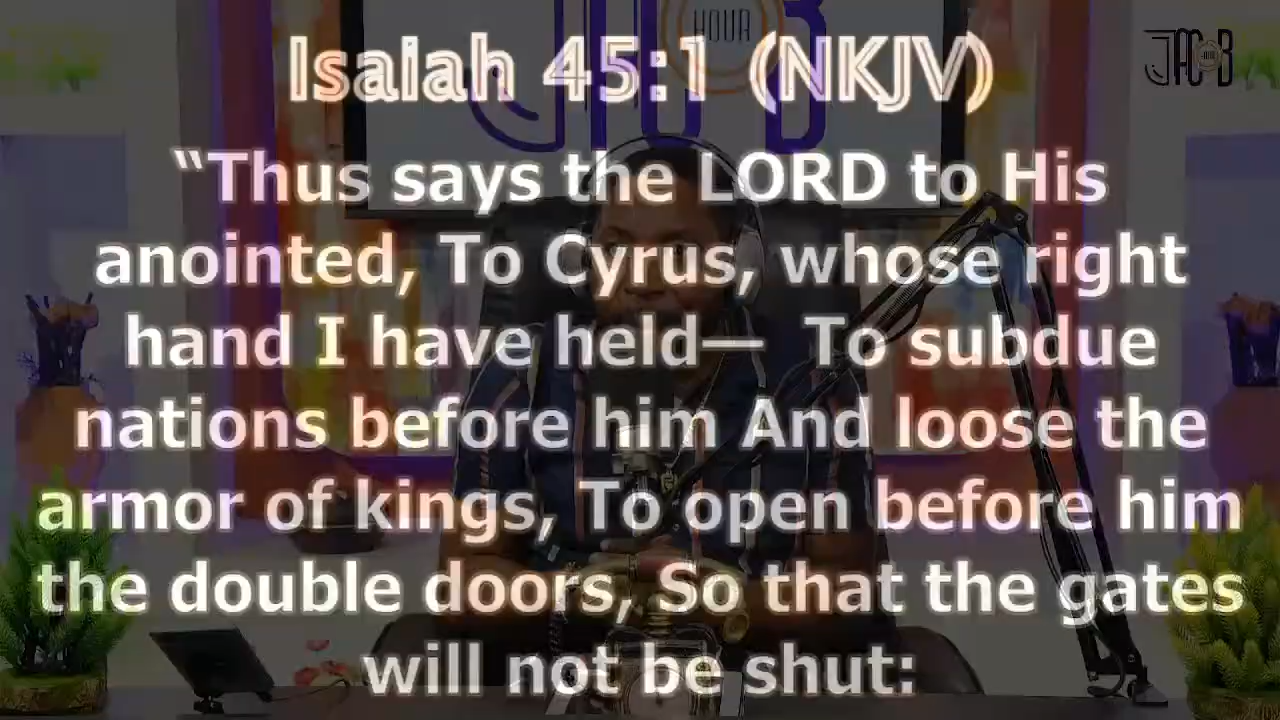 HOUR
JACOB
Isaiah 45:1 (NKJV)
“Thus says the LORD to His
anointed, To Cyrus, whose right
hand I have held— To subdue
nations before him And loose the
armor of kings, To open before him
the double doors, So that the gates
will not be shut: